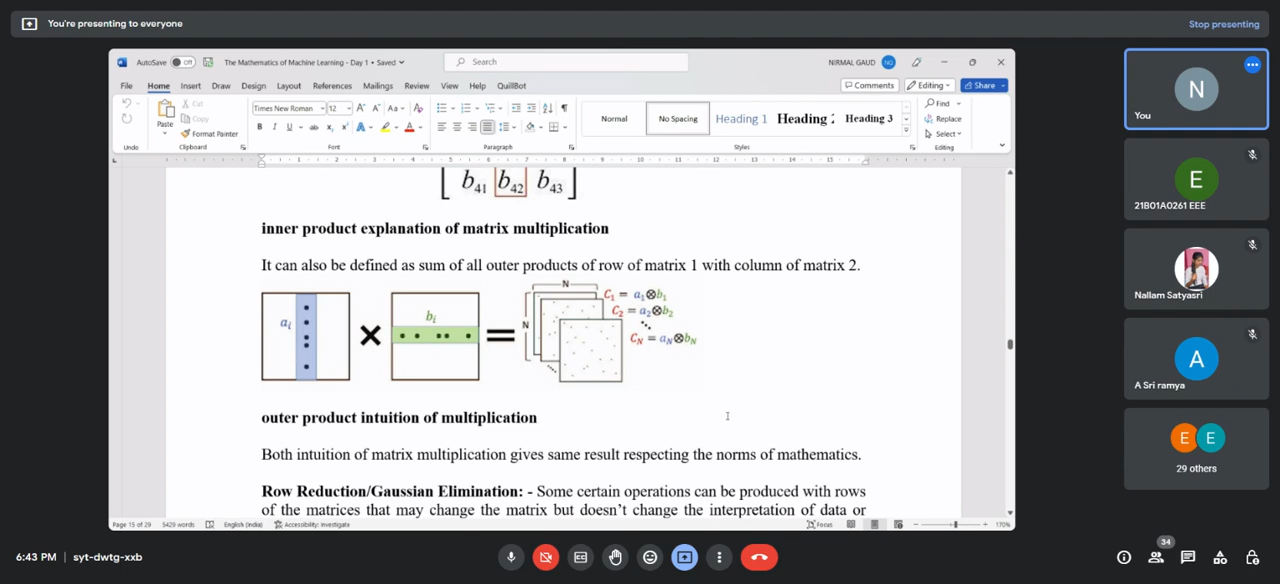 You're presenting to everyone
Stop presenting
AutoSave Off The Mathematics of Machine Learning - Day 1 • Saved
Search
NIRMAL GAUD NG
File Home Insert Draw Design Layout References Mailings Review View Help QuillBot
Comments Editing Share
Paste
Cut
Copy
Format Painter
Times New Roman 12
Normal No Spacing Heading 1 Heading 2 Heading 3
Find
Replace
Select
Undo Clipboard Font Paragraph Styles Editing
b41 b42 b43
inner product explanation of matrix multiplication
It can also be defined as sum of all outer products of row of matrix 1 with column of matrix 2.
ai × bi =
N
N
C1 = a1⊗b1
C2 = a2⊗b2
CN = aN⊗bN
outer product intuition of multiplication
Both intuition of matrix multiplication gives same result respecting the norms of mathematics.
Row Reduction/Gaussian Elimination: - Some certain operations can be produced with rows
of the matrices that may change the matrix but doesn't change the interpretation of data or
Page 15 of 29 5429 words English (India) Accessibility: Investigate
Focus 170%
N
You
E
21B01A0261 EEE
Nallam Satyasri
A
A Sri ramya
E E
29 others
6:43 PM | syt-dwtg-xxb
34